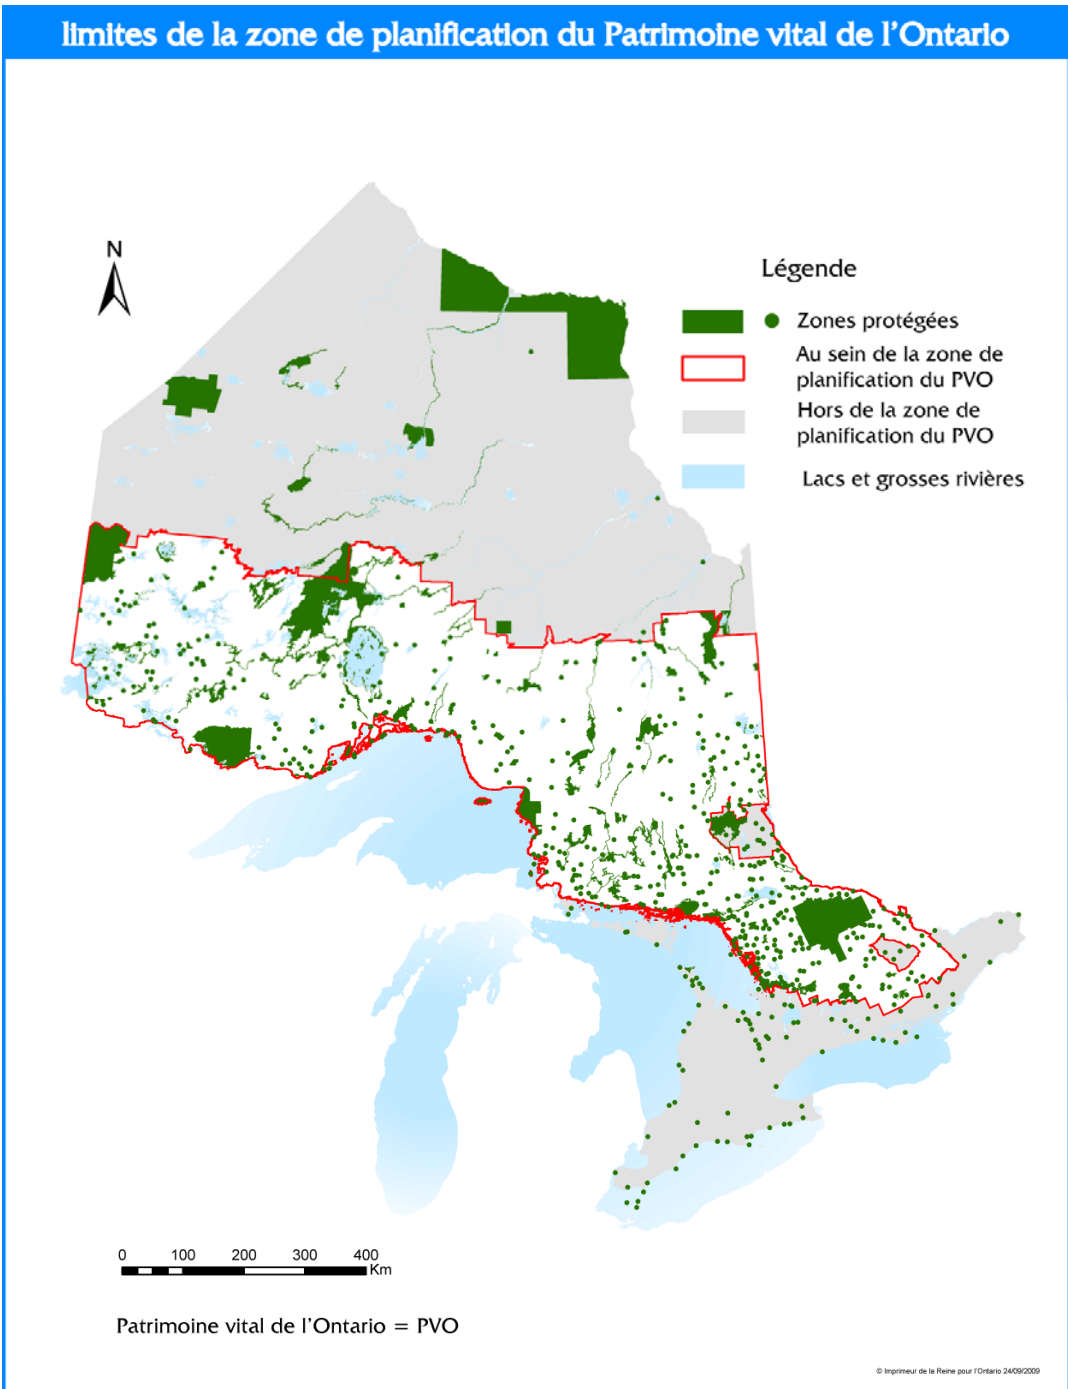 limites de la zone de planification du Patrimoine vital de l'Ontario
N
Légende
Zones protégées
Au sein de la zone de
planification du PVO
Hors de la zone de
planification du PVO
Lacs et grosses rivières
0 100 200 300 400
Km
Patrimoine vital de l'Ontario = PVO
© Imprimeur de la Reine pour l'Ontario 24/09/2009